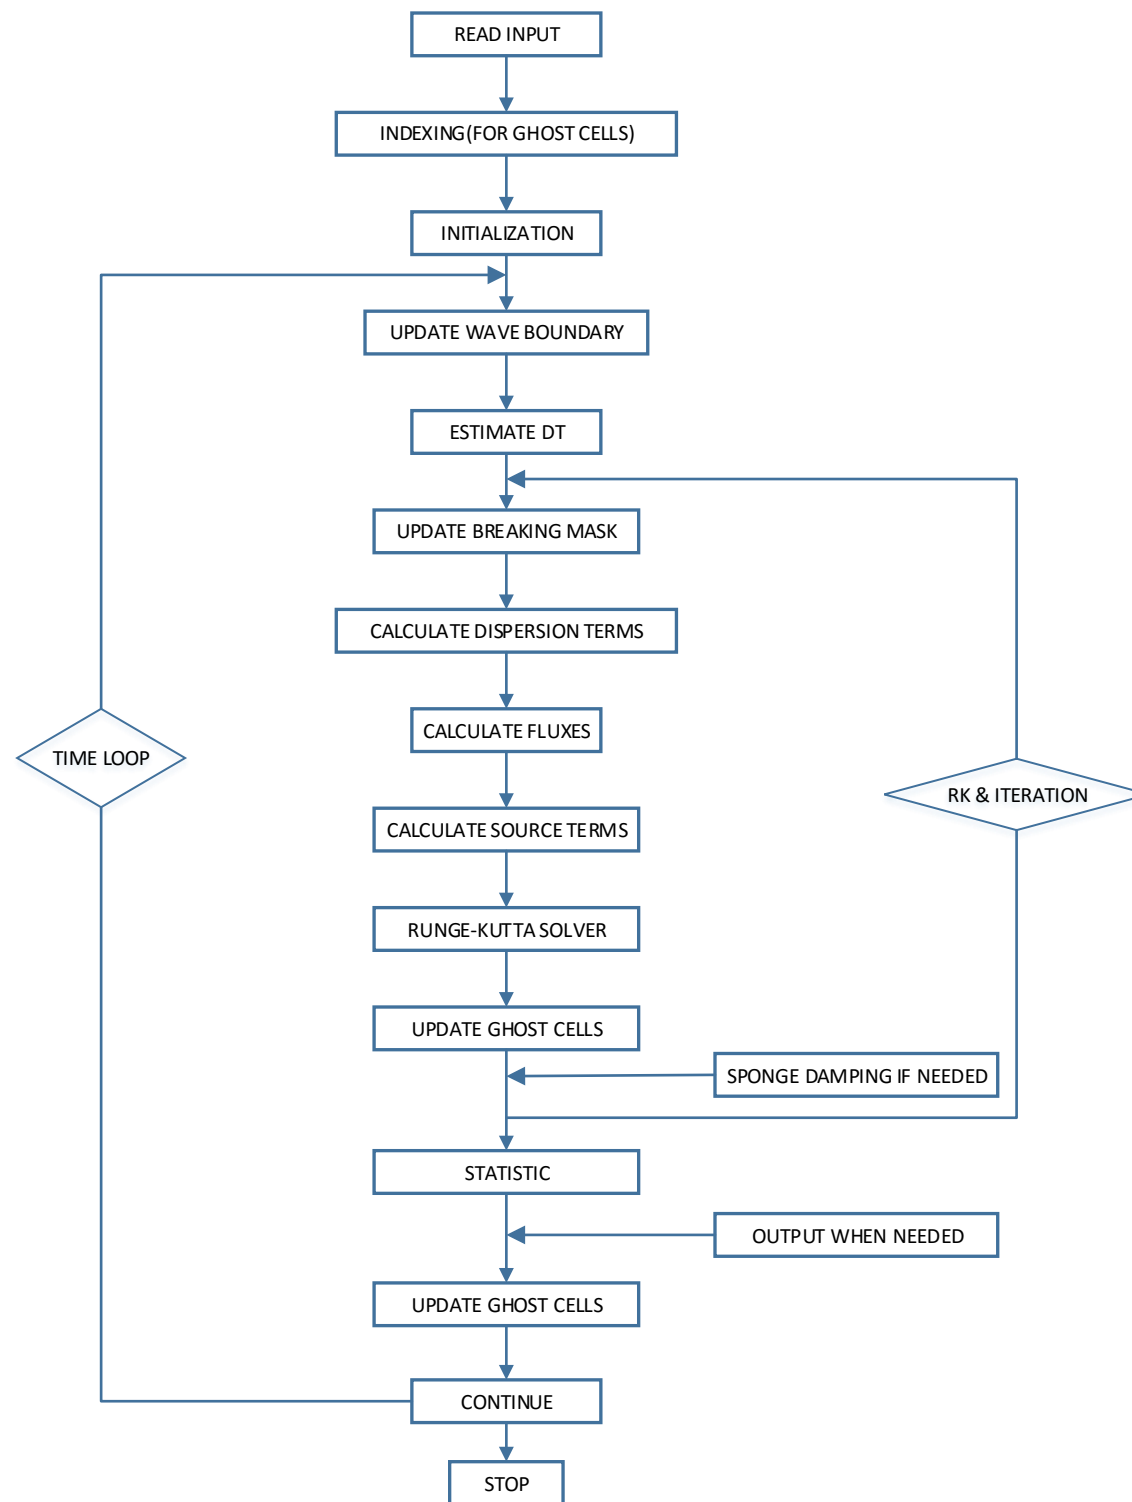 READ INPUT
INDEXING(FOR GHOST CELLS)
INITIALIZATION
UPDATE WAVE BOUNDARY
ESTIMATE DT
UPDATE BREAKING MASK
CALCULATE DISPERSION TERMS
CALCULATE FLUXES
TIME LOOP
RK & ITERATION
CALCULATE SOURCE TERMS
RUNGE-KUTTA SOLVER
UPDATE GHOST CELLS
SPONGE DAMPING IF NEEDED
STATISTIC
OUTPUT WHEN NEEDED
UPDATE GHOST CELLS
CONTINUE
STOP